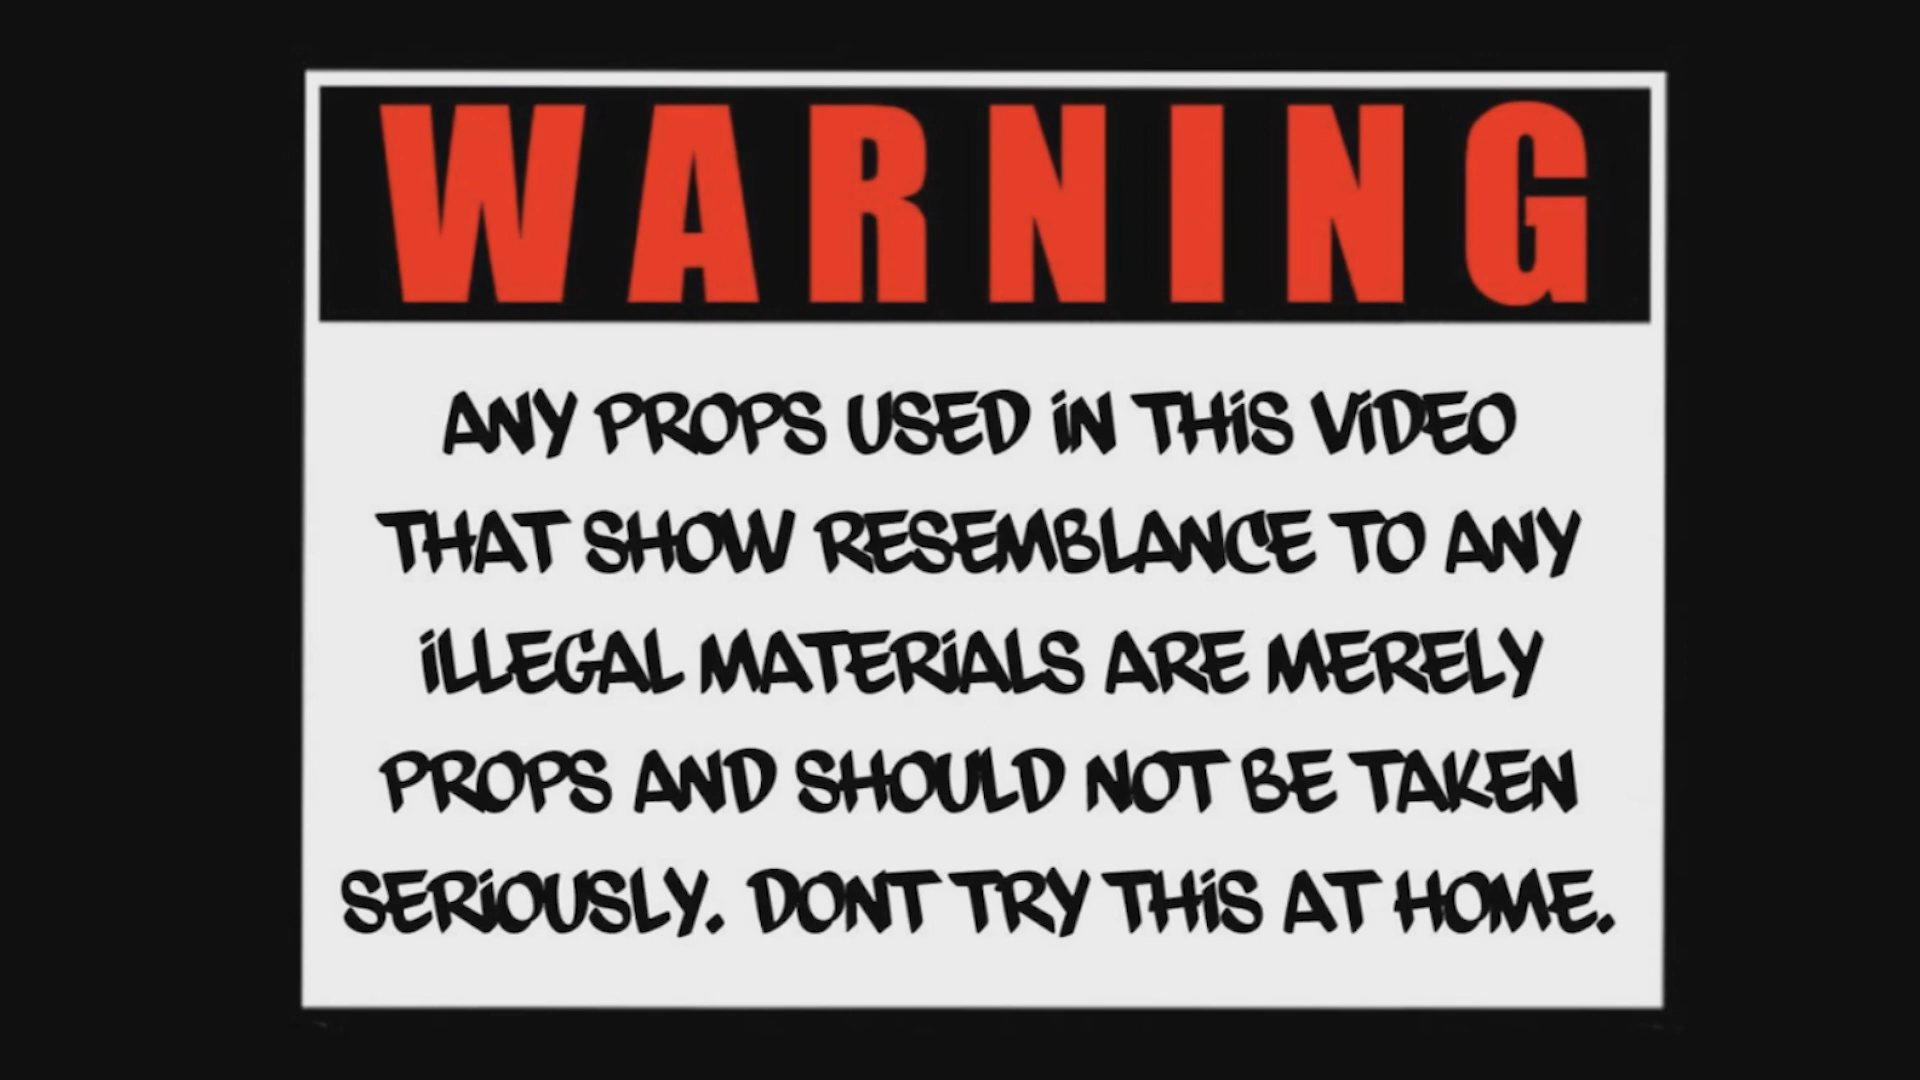 WARNING
ANY PROPS USED iN THiS ViDEO
THAT SHOW RESEMBLANCE TO ANY
iLLEGAL MATERiALS ARE MERELY
PROPS AND SHOULD NOT BE TAKEN
SERiOUSLY. DONT TRY THiS AT HOME.